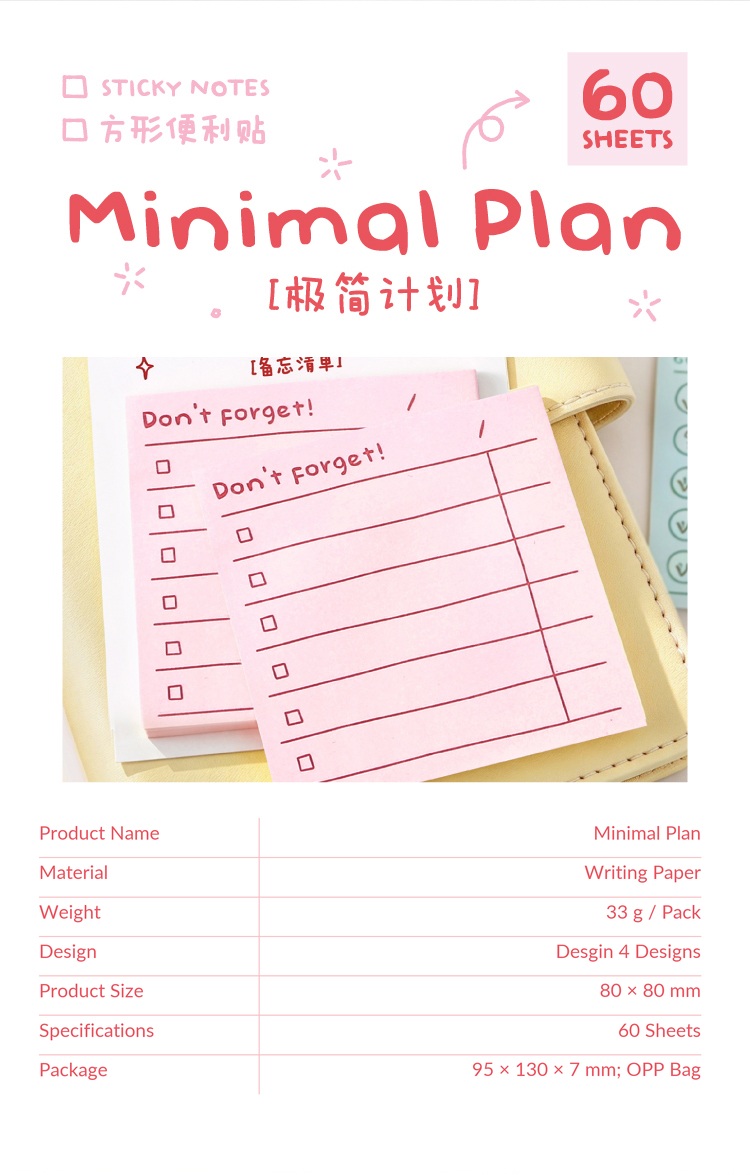 STICKY NOTES
方形便利贴
60
SHEETS
Minimal Plan
[极简计划]
[备忘清单]
Don't forget!
Don't forget!
Product Name Minimal Plan
Material Writing Paper
Weight 33 g / Pack
Design Desgin 4 Designs
Product Size 80 × 80 mm
Specifications 60 Sheets
Package 95 × 130 × 7 mm; OPP Bag